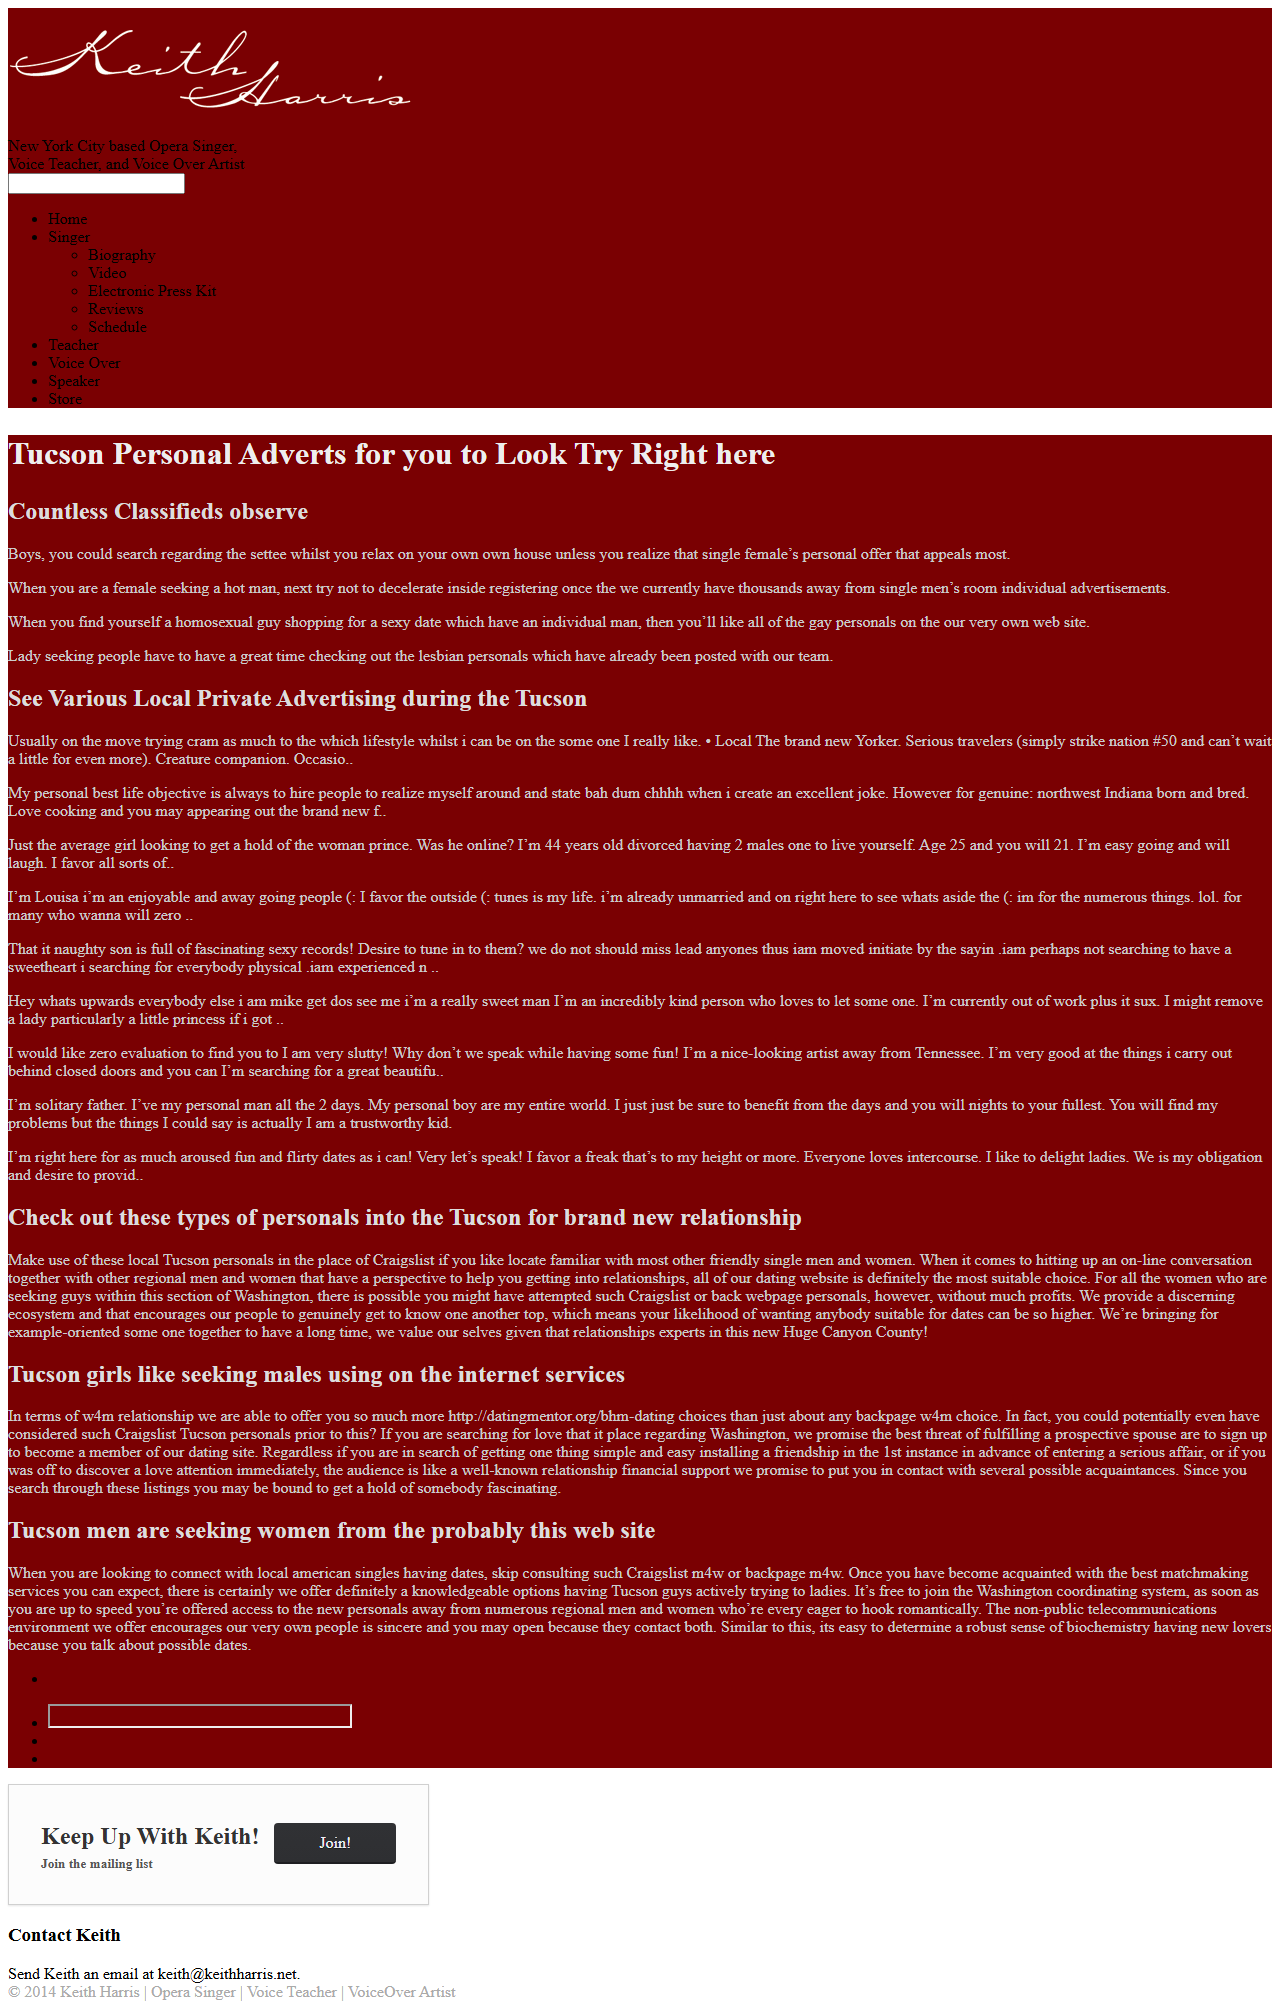 Keith
Harris
New York City based Opera Singer,
Voice Teacher, and Voice Over Artist
Home
Singer
Biography
Video
Electronic Press Kit
Reviews
Schedule
Teacher
Voice Over
Speaker
Store
Tucson Personal Adverts for you to Look Try Right here
Countless Classifieds observe
Boys, you could search regarding the settee whilst you relax on your own own house unless you realize that single female’s personal offer that appeals most.
When you are a female seeking a hot man, next try not to decelerate inside registering once the we currently have thousands away from single men’s room individual advertisements.
When you find yourself a homosexual guy shopping for a sexy date which have an individual man, then you’ll like all of the gay personals on the our very own web site.
Lady seeking people have to have a great time checking out the lesbian personals which have already been posted with our team.
See Various Local Private Advertising during the Tucson
Usually on the move trying cram as much to the which lifestyle whilst i can be on the some one I really like. • Local The brand new Yorker. Serious travelers (simply strike nation #50 and can’t wait
a little for even more). Creature companion. Occasio..
My personal best life objective is always to hire people to realize myself around and state bah dum chhhh when i create an excellent joke. However for genuine: northwest Indiana born and bred.
Love cooking and you may appearing out the brand new f..
Just the average girl looking to get a hold of the woman prince. Was he online? I’m 44 years old divorced having 2 males one to live yourself. Age 25 and you will 21. I’m easy going and will
laugh. I favor all sorts of..
I’m Louisa i’m an enjoyable and away going people (: I favor the outside (: tunes is my life. i’m already unmarried and on right here to see whats aside the (: im for the numerous things. lol. for
many who wanna will zero ..
That it naughty son is full of fascinating sexy records! Desire to tune in to them? we do not should miss lead anyones thus iam moved initiate by the sayin .iam perhaps not searching to have a
sweetheart i searching for everybody physical .iam experienced n ..
Hey whats upwards everybody else i am mike get dos see me i’m a really sweet man I’m an incredibly kind person who loves to let some one. I’m currently out of work plus it sux. I might remove
a lady particularly a little princess if i got ..
I would like zero evaluation to find you to I am very slutty! Why don’t we speak while having some fun! I’m a nice-looking artist away from Tennessee. I’m very good at the things i carry out
behind closed doors and you can I’m searching for a great beautifu..
I’m solitary father. I’ve my personal man all the 2 days. My personal boy are my entire world. I just just be sure to benefit from the days and you will nights to your fullest. You will find my
problems but the things I could say is actually I am a trustworthy kid.
I’m right here for as much aroused fun and flirty dates as i can! Very let’s speak! I favor a freak that’s to my height or more. Everyone loves intercourse. I like to delight ladies. We is my obligation
and desire to provid..
Check out these types of personals into the Tucson for brand new relationship
Make use of these local Tucson personals in the place of Craigslist if you like locate familiar with most other friendly single men and women. When it comes to hitting up an on-line conversation
together with other regional men and women that have a perspective to help you getting into relationships, all of our dating website is definitely the most suitable choice. For all the women who are
seeking guys within this section of Washington, there is possible you might have attempted such Craigslist or back webpage personals, however, without much profits. We provide a discerning
ecosystem and that encourages our people to genuinely get to know one another top, which means your likelihood of wanting anybody suitable for dates can be so higher. We’re bringing for
example-oriented some one together to have a long time, we value our selves given that relationships experts in this new Huge Canyon County!
Tucson girls like seeking males using on the internet services
In terms of w4m relationship we are able to offer you so much more http://datingmentor.org/bhm-dating choices than just about any backpage w4m choice. In fact, you could potentially even have
considered such Craigslist Tucson personals prior to this? If you are searching for love that it place regarding Washington, we promise the best threat of fulfilling a prospective spouse are to sign up
to become a member of our dating site. Regardless if you are in search of getting one thing simple and easy installing a friendship in the 1st instance in advance of entering a serious affair, or if you
was off to discover a love attention immediately, the audience is like a well-known relationship financial support we promise to put you in contact with several possible acquaintances. Since you
search through these listings you may be bound to get a hold of somebody fascinating.
Tucson men are seeking women from the probably this web site
When you are looking to connect with local american singles having dates, skip consulting such Craigslist m4w or backpage m4w. Once you have become acquainted with the best matchmaking
services you can expect, there is certainly we offer definitely a knowledgeable options having Tucson guys actively trying to ladies. It’s free to join the Washington coordinating system, as soon as
you are up to speed you’re offered access to the new personals away from numerous regional men and women who’re every eager to hook romantically. The non-public telecommunications
environment we offer encourages our very own people is sincere and you may open because they contact both. Similar to this, its easy to determine a robust sense of biochemistry having new lovers
because you talk about possible dates.
Keep Up With Keith!
Join the mailing list
Join!
Contact Keith
Send Keith an email at keith@keithharris.net.
© 2014 Keith Harris | Opera Singer | Voice Teacher | VoiceOver Artist